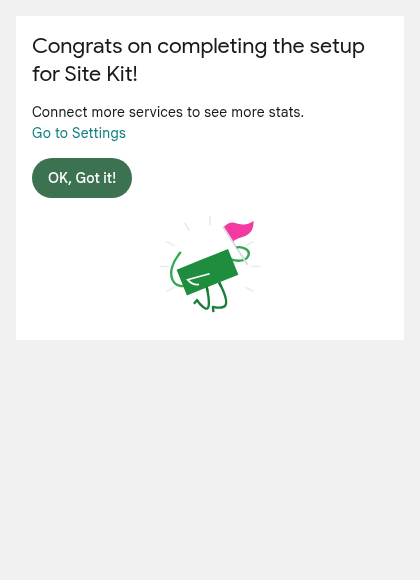 Congrats on completing the setup
for Site Kit!
Connect more services to see more stats.
Go to Settings
OK, Got it!